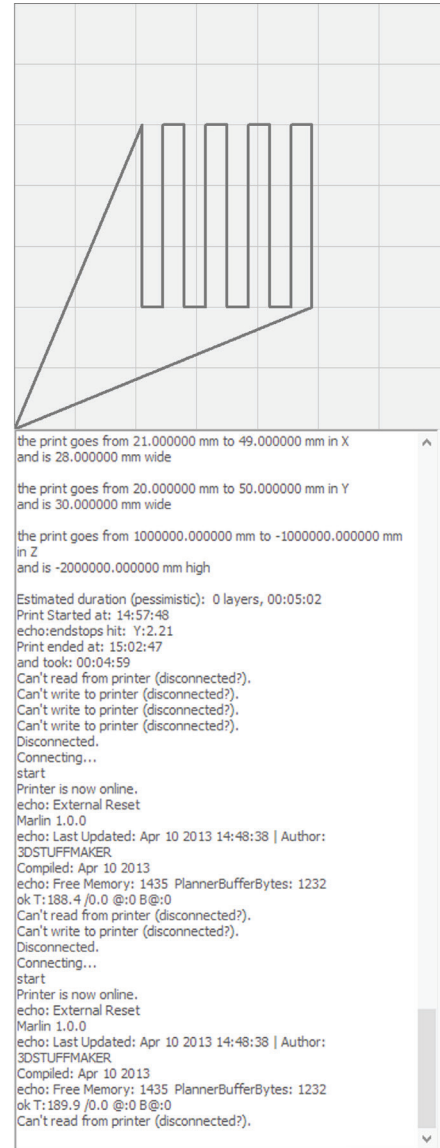 the print goes from 21.000000 mm to 49.000000 mm in X
and is 28.000000 mm wide
the print goes from 20.000000 mm to 50.000000 mm in Y
and is 30.000000 mm wide
the print goes from 1000000.000000 mm to -1000000.000000 mm
in Z
and is -2000000.000000 mm high
Estimated duration (pessimistic):  0 layers, 00:05:02
Print Started at: 14:57:48
echo:endstops hit:  Y:2.21
Print ended at: 15:02:47
and took: 00:04:59
Can't read from printer (disconnected?).
Can't write to printer (disconnected?).
Can't write to printer (disconnected?).
Can't write to printer (disconnected?).
Disconnected.
Connecting...
start
Printer is now online.
echo: External Reset
Marlin 1.0.0
echo: Last Updated: Apr 10 2013 14:48:38 | Author:
3DSTUFFMAKER
Compiled: Apr 10 2013
echo: Free Memory: 1435  PlannerBufferBytes: 1232
ok T:188.4 /0.0 @:0 B@:0
Can't read from printer (disconnected?).
Can't write to printer (disconnected?).
Disconnected.
Connecting...
start
Printer is now online.
echo: External Reset
Marlin 1.0.0
echo: Last Updated: Apr 10 2013 14:48:38 | Author:
3DSTUFFMAKER
Compiled: Apr 10 2013
echo: Free Memory: 1435  PlannerBufferBytes: 1232
ok T:189.9 /0.0 @:0 B@:0
Can't read from printer (disconnected?).